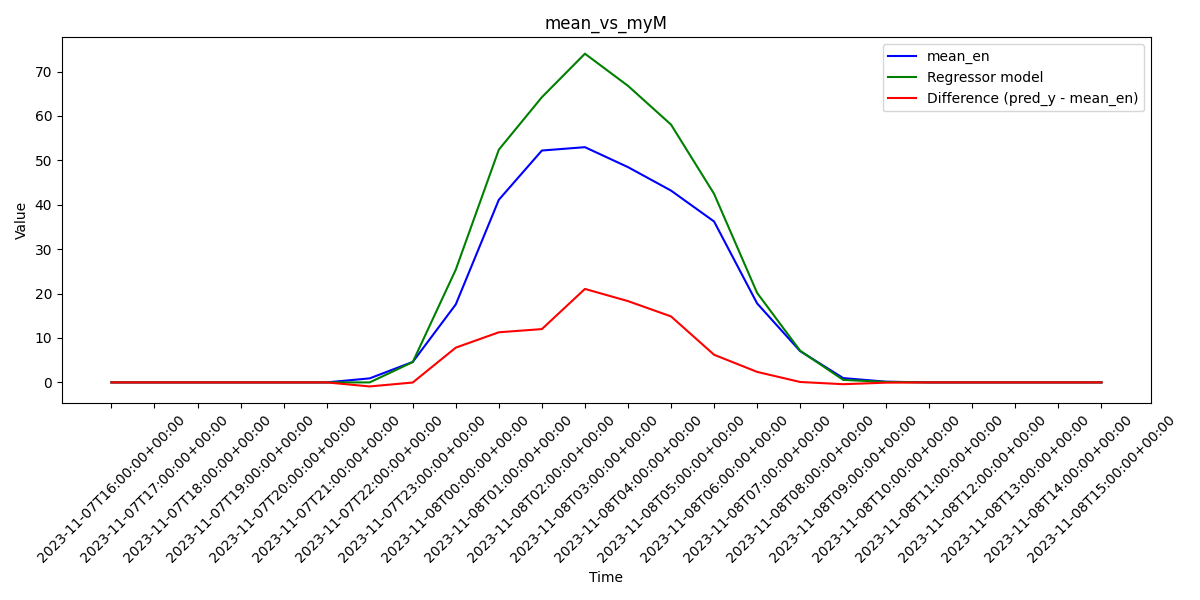 mean_vs_myM
mean_en
Regressor model
Difference (pred_y - mean_en)
Value
70
60
50
40
30
20
10
0
2023-11-07T16:00:00+00:00
2023-11-07T17:00:00+00:00
2023-11-07T18:00:00+00:00
2023-11-07T19:00:00+00:00
2023-11-07T20:00:00+00:00
2023-11-07T21:00:00+00:00
2023-11-07T22:00:00+00:00
2023-11-07T23:00:00+00:00
2023-11-08T00:00:00+00:00
2023-11-08T01:00:00+00:00
2023-11-08T02:00:00+00:00
2023-11-08T03:00:00+00:00
2023-11-08T04:00:00+00:00
2023-11-08T05:00:00+00:00
2023-11-08T06:00:00+00:00
2023-11-08T07:00:00+00:00
2023-11-08T08:00:00+00:00
2023-11-08T09:00:00+00:00
2023-11-08T10:00:00+00:00
2023-11-08T11:00:00+00:00
2023-11-08T12:00:00+00:00
2023-11-08T13:00:00+00:00
2023-11-08T14:00:00+00:00
2023-11-08T15:00:00+00:00
Time